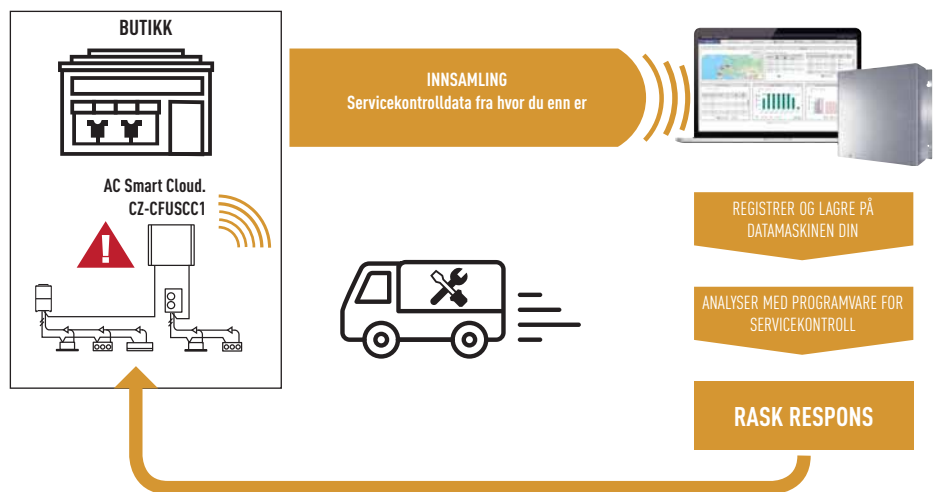 BUTIKK
AC Smart Cloud.
CZ-CFUSCC1
INNSAMLING
Servicekontrolldata fra hvor du enn er
REGISTRER OG LAGRE PÅ
DATAMASKINEN DIN
ANALYSER MED PROGRAMVARE FOR
SERVICEKONTROLL
RASK RESPONS